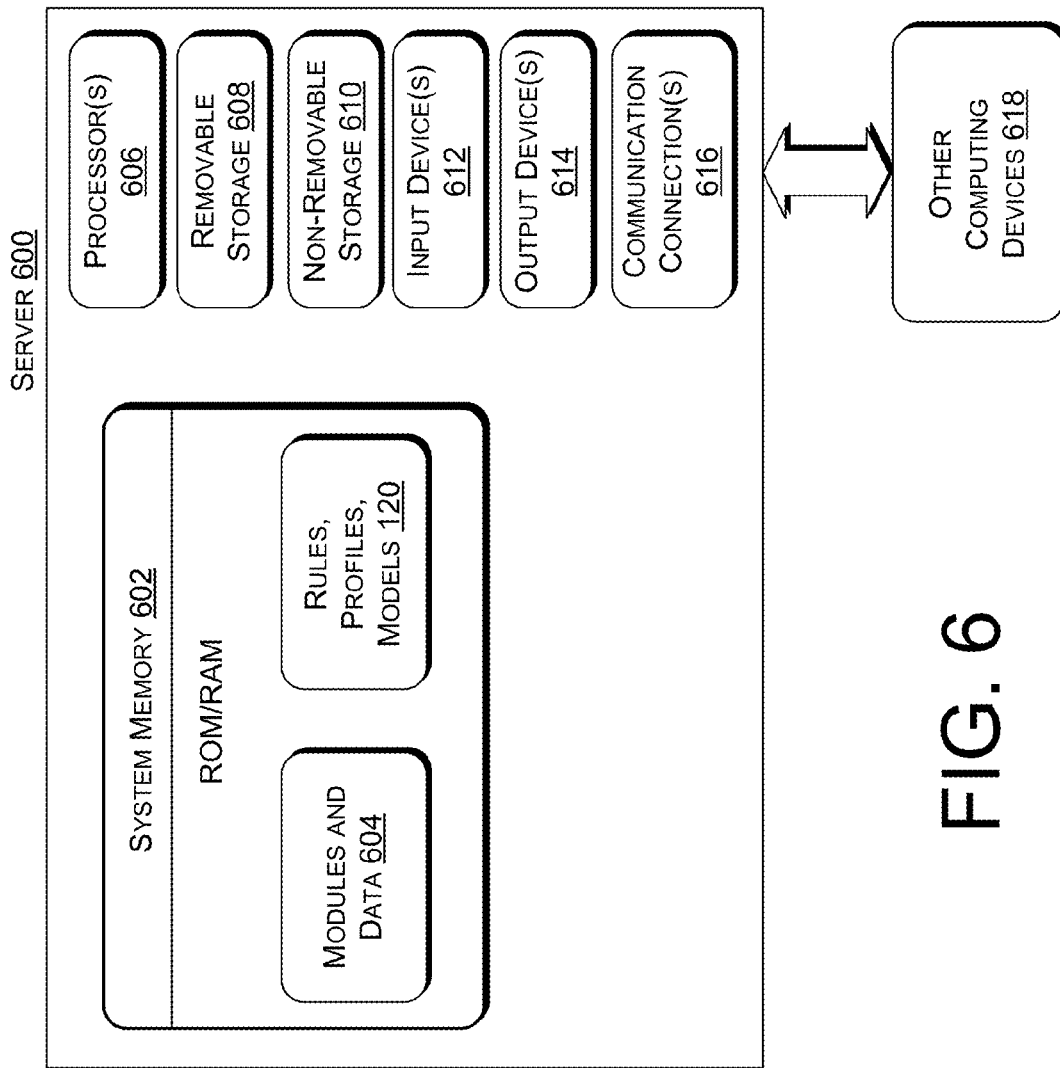 SERVER 600
SYSTEM MEMORY 602
ROM/RAM
MODULES AND
DATA 604
RULES,
PROFILES,
MODELS 120
PROCESSOR(S)
606
REMOVABLE
STORAGE 608
NON-REMOVABLE
STORAGE 610
INPUT DEVICE(S)
612
OUTPUT DEVICE(S)
614
COMMUNICATION
CONNECTION(S)
616
OTHER
COMPUTING
DEVICES 618
FIG. 6